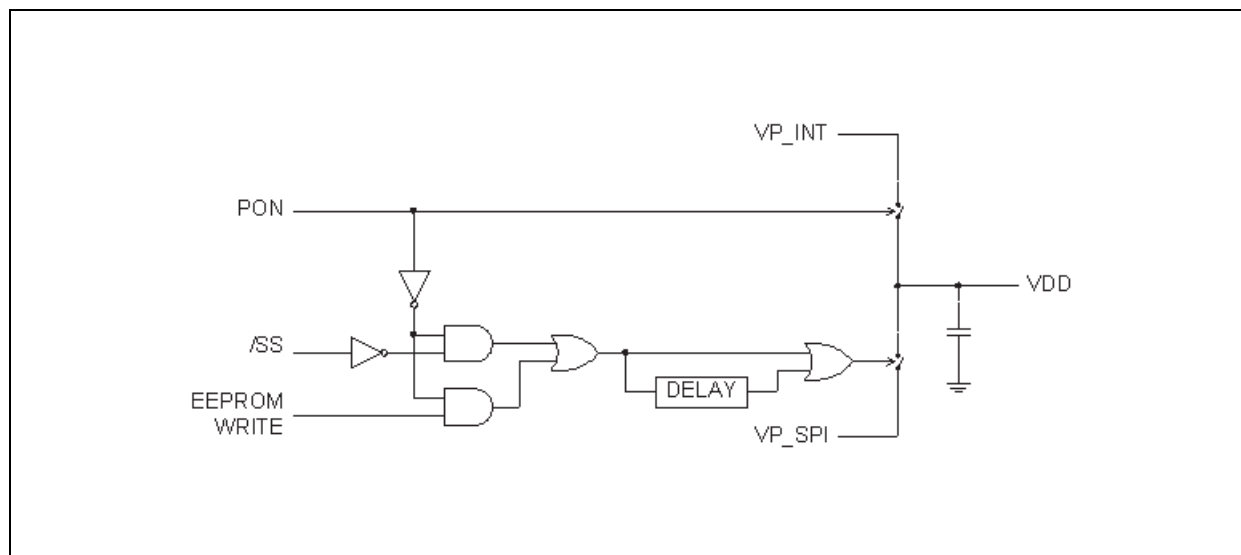 VP_INT
PON
VDD
/SS
DELAY
EEPROM
WRITE
VP_SPI